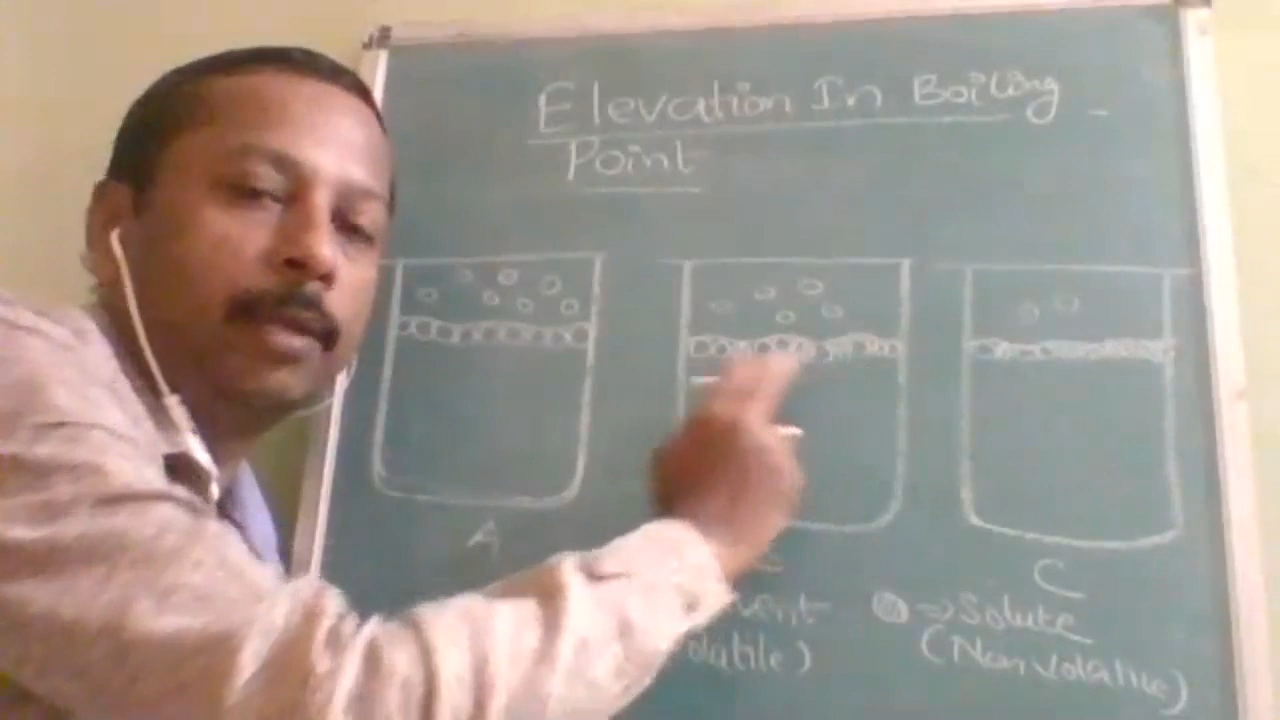 Elevation In Boiling
Point
A
C
⇒ Solute
(Non Volatile)